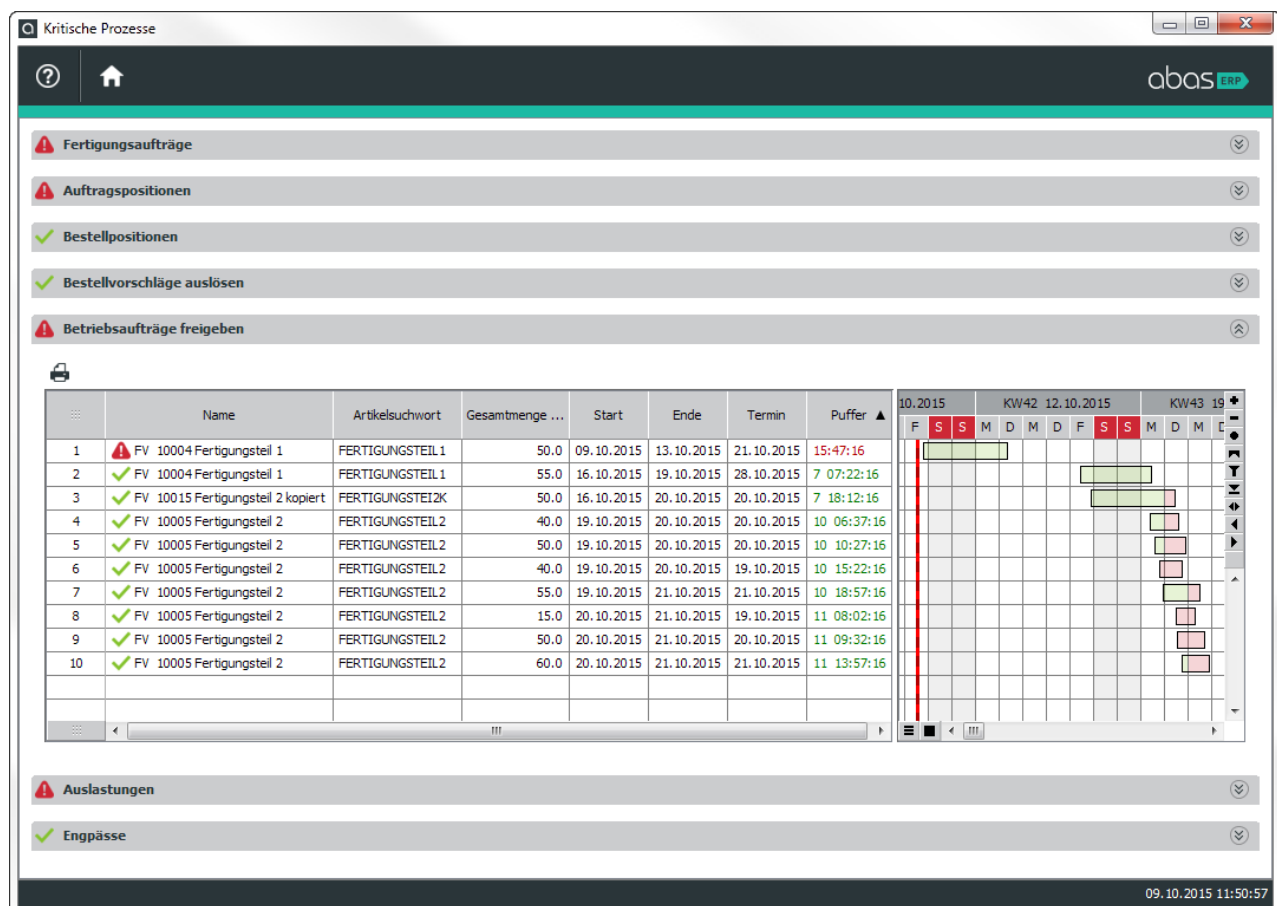 Kritische Prozesse
abas ERP
Fertigungsaufträge
Auftragspositionen
Bestellpositionen
Bestellvorschläge auslösen
Betriebsaufträge freigeben
Name Artikelsuchwort Gesamtmenge ... Start Ende Termin Puffer
10.2015 KW42 12.10.2015 KW43 19
F S S M D M D F S S M D M D
1 FV 10004 Fertigungsteil 1 FERTIGUNGSTEIL1 50.0 09.10.2015 13.10.2015 21.10.2015 15:47:16
2 FV 10004 Fertigungsteil 1 FERTIGUNGSTEIL1 55.0 16.10.2015 19.10.2015 28.10.2015 7 07:22:16
3 FV 10015 Fertigungsteil 2 kopiert FERTIGUNGSTEI2K 50.0 16.10.2015 20.10.2015 20.10.2015 7 18:12:16
4 FV 10005 Fertigungsteil 2 FERTIGUNGSTEIL2 40.0 19.10.2015 20.10.2015 20.10.2015 10 06:37:16
5 FV 10005 Fertigungsteil 2 FERTIGUNGSTEIL2 50.0 19.10.2015 20.10.2015 20.10.2015 10 10:27:16
6 FV 10005 Fertigungsteil 2 FERTIGUNGSTEIL2 40.0 19.10.2015 20.10.2015 19.10.2015 10 15:22:16
7 FV 10005 Fertigungsteil 2 FERTIGUNGSTEIL2 55.0 19.10.2015 21.10.2015 21.10.2015 10 18:57:16
8 FV 10005 Fertigungsteil 2 FERTIGUNGSTEIL2 15.0 20.10.2015 21.10.2015 19.10.2015 11 08:02:16
9 FV 10005 Fertigungsteil 2 FERTIGUNGSTEIL2 50.0 20.10.2015 21.10.2015 20.10.2015 11 09:32:16
10 FV 10005 Fertigungsteil 2 FERTIGUNGSTEIL2 60.0 20.10.2015 21.10.2015 21.10.2015 11 13:57:16
Auslastungen
Engpässe
09.10.2015 11:50:57